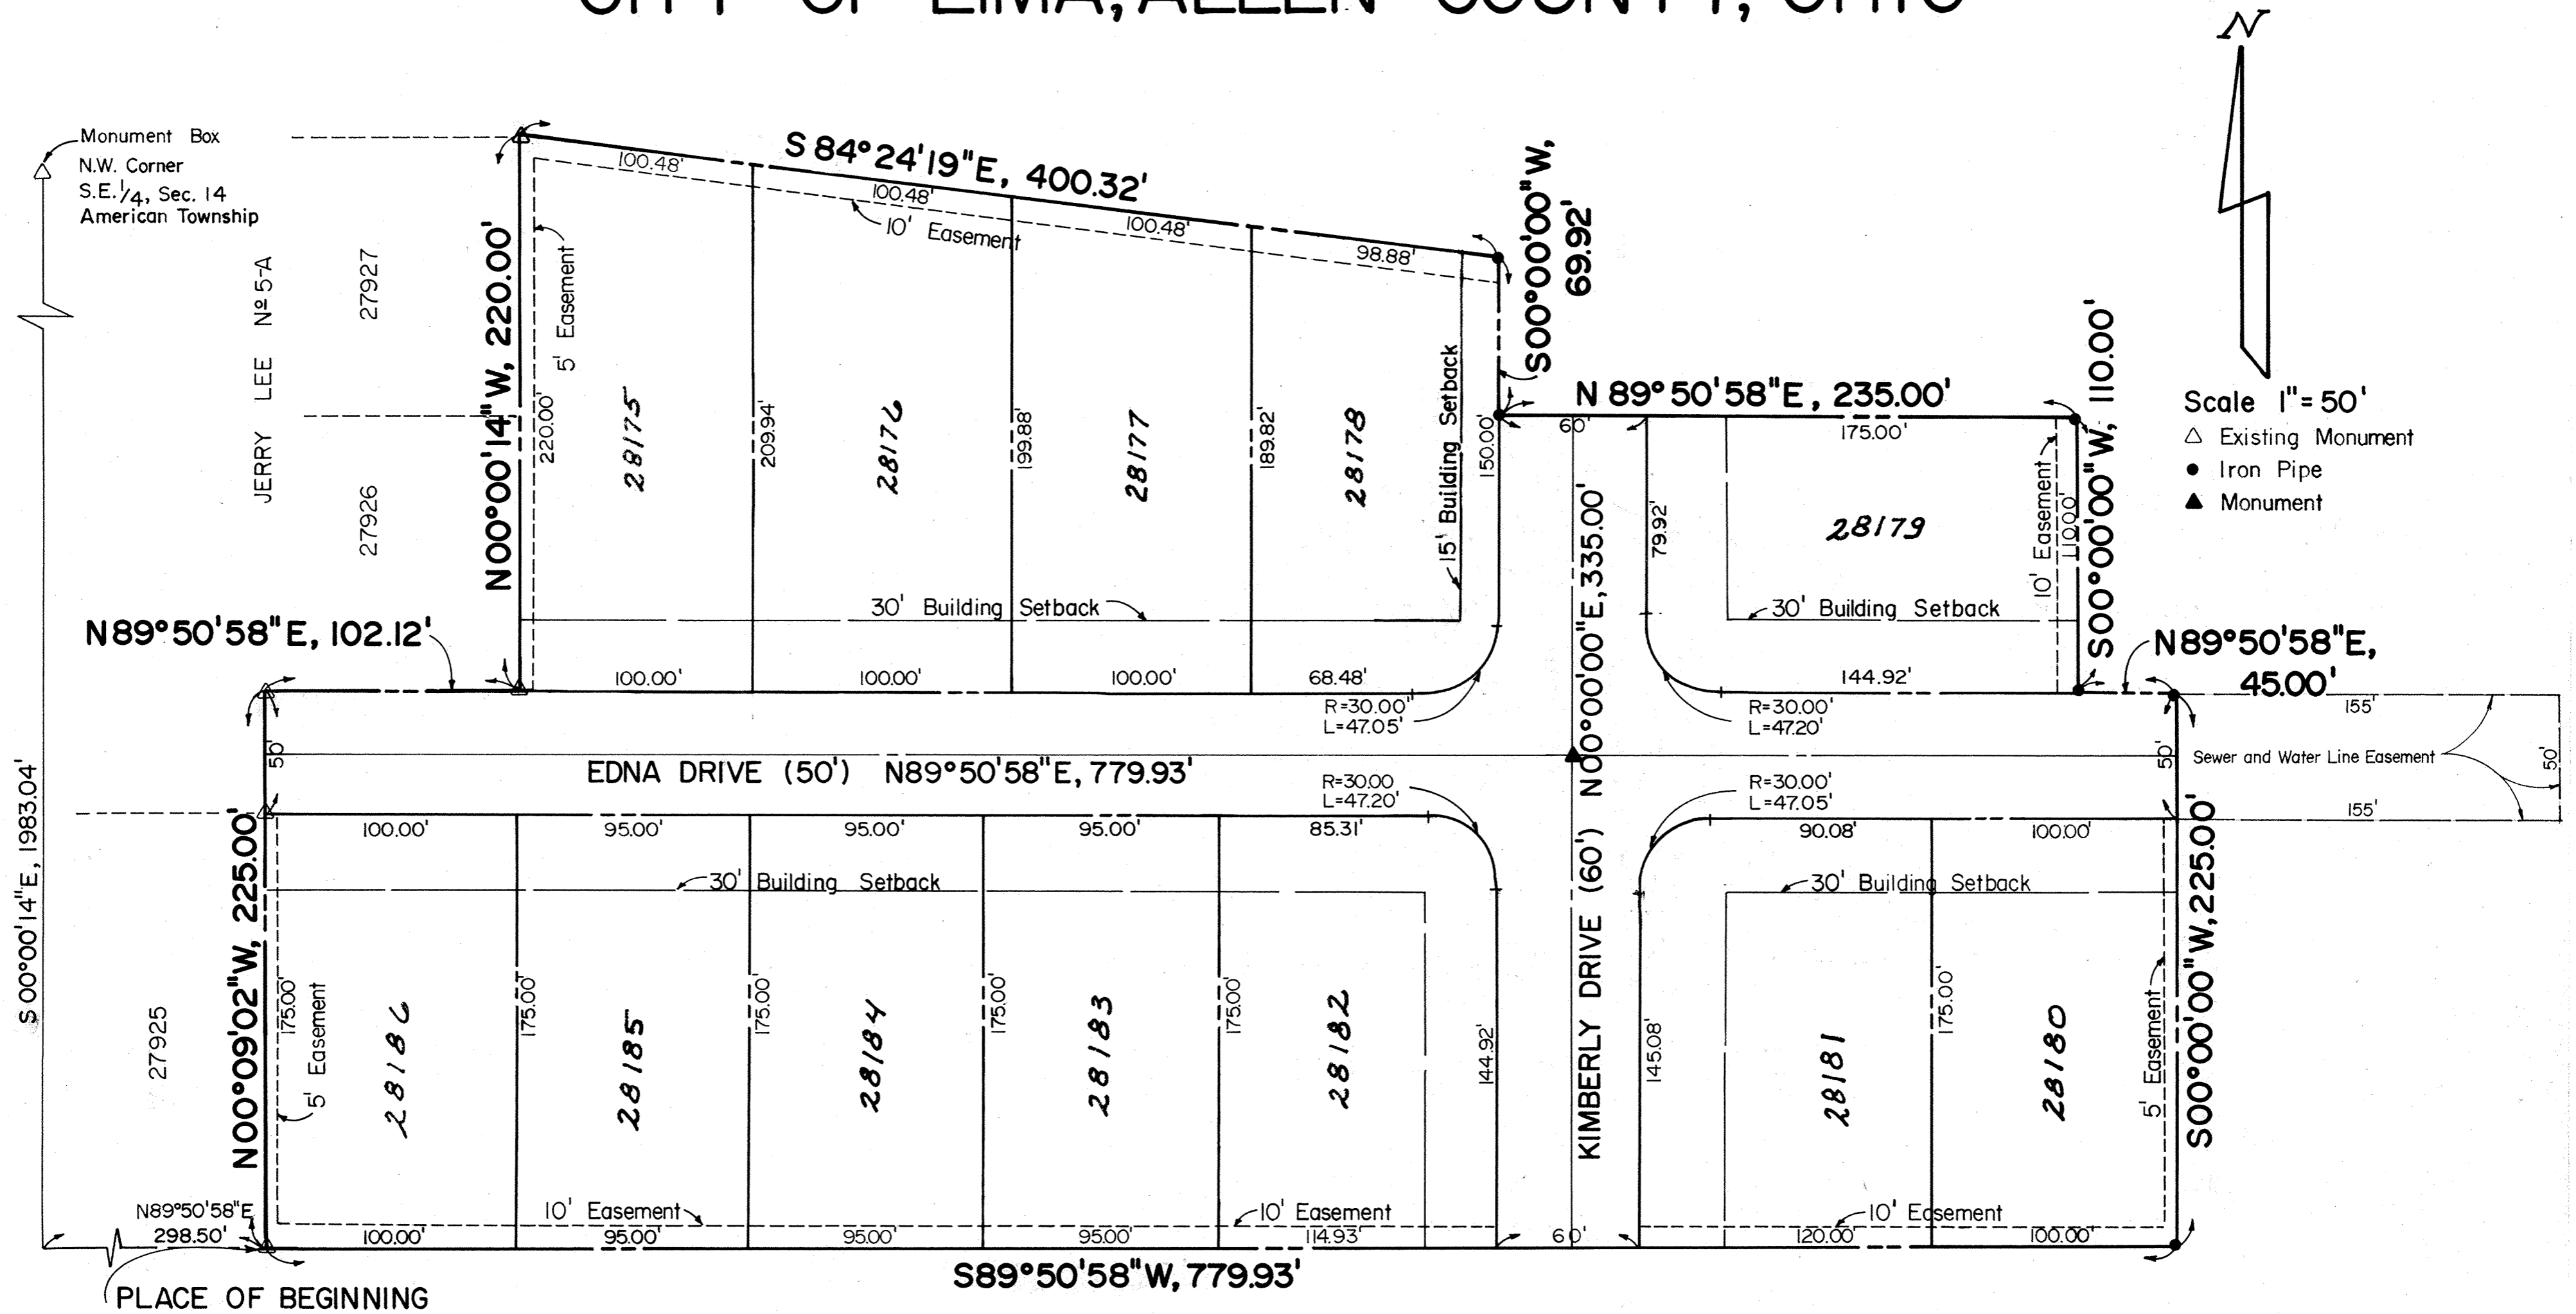 CITY OF LIMA, ALLEN COUNTY, OHIO
N
Monument Box
N.W. Corner
S.E. 1/4, Sec. 14
American Township
S 84°24'19"E, 400.32'
100.48'
100.48'
100.48'
98.88'
10' Easement
S00°00'00"W,
69.92'
JERRY LEE Nº 5-A
27927
27926
N00°00'14"W, 220.00'
5' Easement
220.00'
28175
209.94'
28176
199.88'
28177
189.82'
28178
15' Building Setback
150.00'
N 89°50'58"E, 235.00'
60'
175.00'
79.92'
28179
10' Easement
110.00'
S00°00'00"W, 110.00'
Scale 1"=50'
△ Existing Monument
● Iron Pipe
▲ Monument
30' Building Setback
30' Building Setback
N89°50'58"E, 102.12'
100.00'
100.00'
100.00'
68.48'
144.92'
N89°50'58"E,
45.00'
R=30.00'
L=47.05'
R=30.00'
L=47.20'
155'
50'
EDNA DRIVE (50') N89°50'58"E, 779.93'
50'
Sewer and Water Line Easement
50'
155'
R=30.00
L=47.20'
R=30.00'
L=47.05'
KIMBERLY DRIVE (60') N0°00'00"E, 335.00'
S 00°00'14"E, 1983.04'
27925
N00°09'02"W, 225.00'
100.00'
95.00'
95.00'
95.00'
85.31'
90.08'
100.00'
30' Building Setback
30' Building Setback
175.00'
5' Easement
28186
175.00'
28185
175.00'
28184
175.00'
28183
175.00'
28182
144.92'
145.08'
28181
175.00'
28180
5' Easement
S00°00'00"W, 225.00'
10' Easement
10' Easement
10' Easement
N89°50'58"E
298.50'
100.00'
95.00'
95.00'
95.00'
114.93'
60'
120.00'
100.00'
S89°50'58"W, 779.93'
PLACE OF BEGINNING